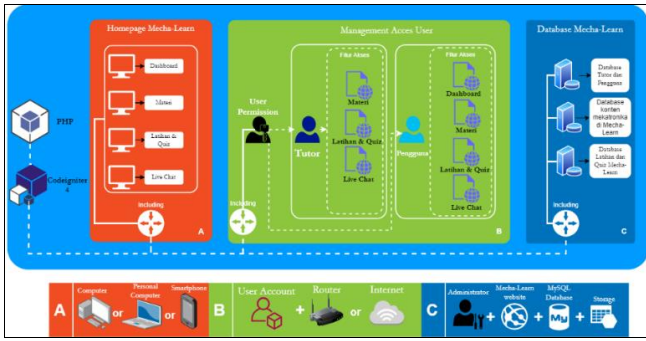 Homepage Mecha-Learn
Dashboard
Materi
Latihan &
Quiz
Live Chat
including
A
PHP
Codeigniter
4
Management Acces User
User
Permission
Including
Fitur Akses
Materi
Latihan & Quiz
Live Chat
Tutor
Fitur Akses
Dashboard
Materi
Latihan & Quiz
Live Chat
Pengguna
B
Database Mecha-Learn
Database
Tutor dan
Pengguna
Database
konten
mekatronika
di Mecha-
Learn
Database
Latihan dan
Quiz Mecha-
Learn
including
C
A
Computer
or
Personal
Computer
or
Smartphone
B
User Account
+
Router
or
Internet
C
Administrator
+
Mecha-Learn
website
+
MySQL
Database
My
+
Storage